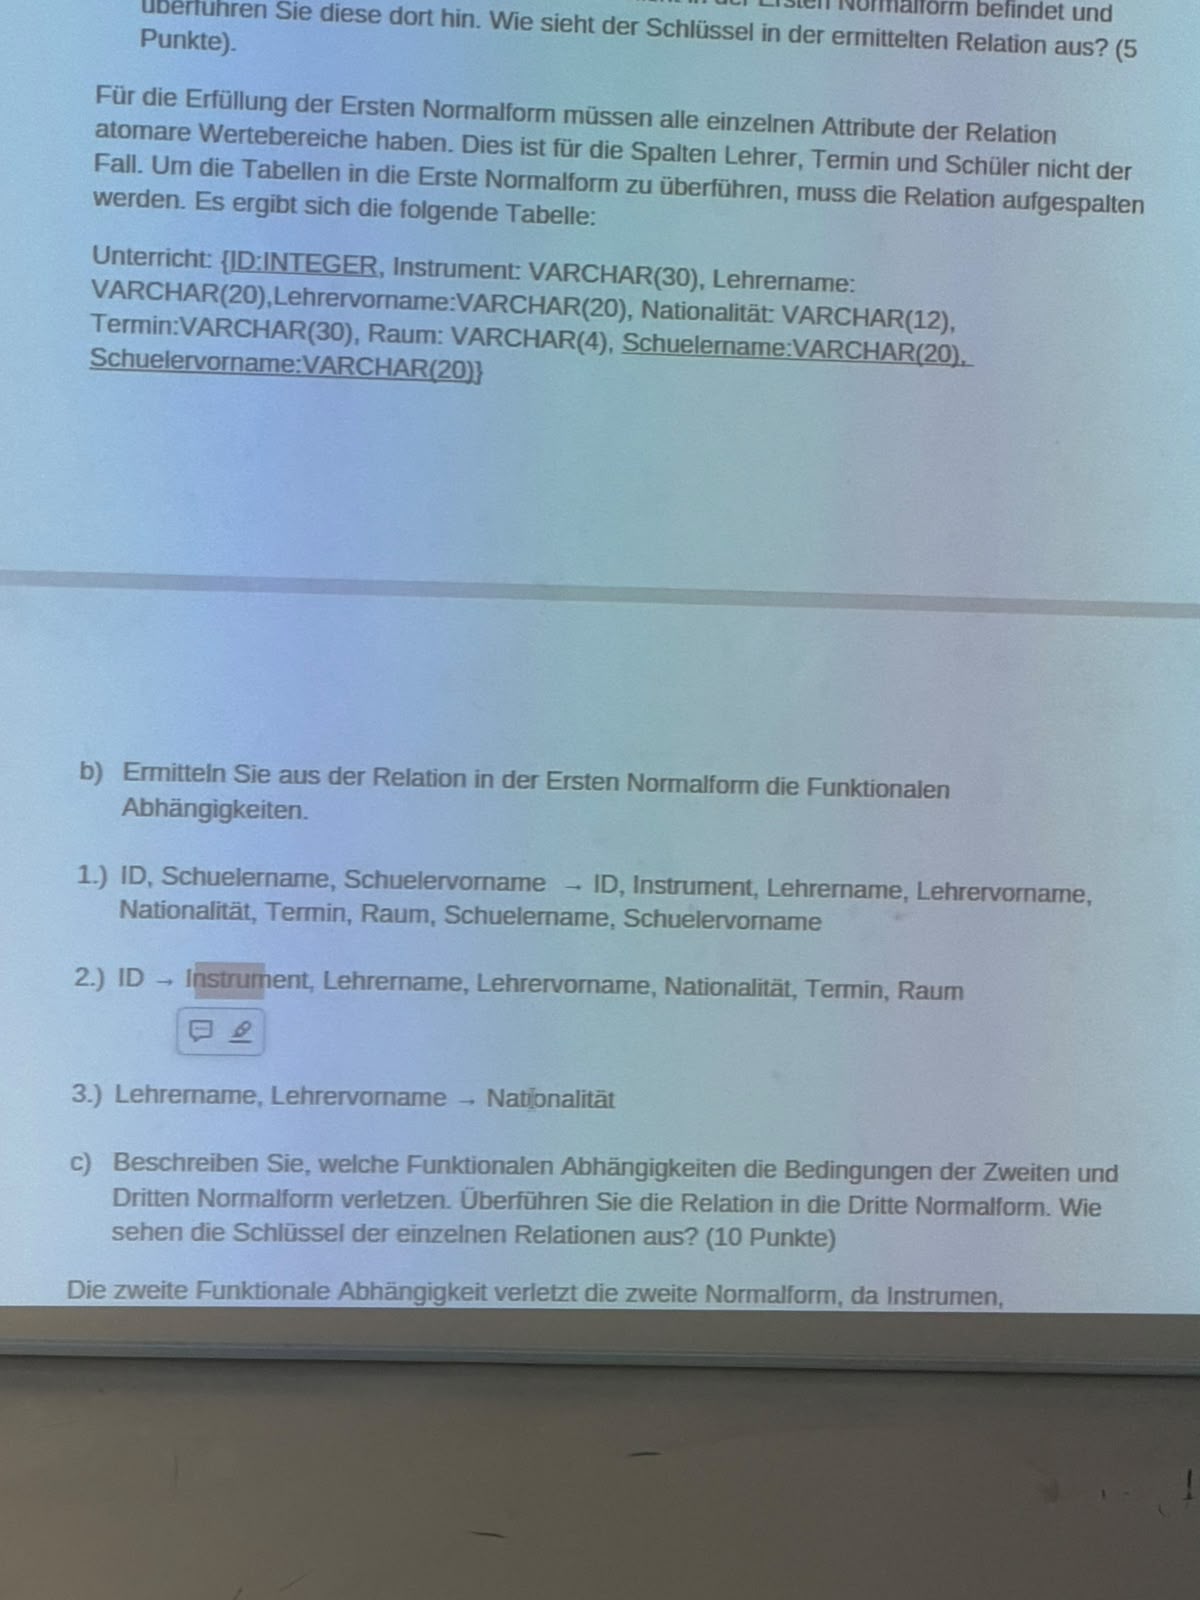 Ersten Normalform befindet und
überführen Sie diese dort hin. Wie sieht der Schlüssel in der ermittelten Relation aus? (5
Punkte).
Für die Erfüllung der Ersten Normalform müssen alle einzelnen Attribute der Relation
atomare Wertebereiche haben. Dies ist für die Spalten Lehrer, Termin und Schüler nicht der
Fall. Um die Tabellen in die Erste Normalform zu überführen, muss die Relation aufgespalten
werden. Es ergibt sich die folgende Tabelle:
Unterricht: {ID:INTEGER, Instrument: VARCHAR(30), Lehrername:
VARCHAR(20),Lehrervorname:VARCHAR(20), Nationalität: VARCHAR(12),
Termin:VARCHAR(30), Raum: VARCHAR(4), Schuelername:VARCHAR(20),
Schuelervorname:VARCHAR(20)}
b) Ermitteln Sie aus der Relation in der Ersten Normalform die Funktionalen
Abhängigkeiten.
1.) ID, Schuelername, Schuelervorname → ID, Instrument, Lehrername, Lehrervorname,
Nationalität, Termin, Raum, Schuelername, Schuelervorname
2.) ID → Instrument, Lehrername, Lehrervorname, Nationalität, Termin, Raum
3.) Lehrername, Lehrervorname → Nationalität
c) Beschreiben Sie, welche Funktionalen Abhängigkeiten die Bedingungen der Zweiten und
Dritten Normalform verletzen. Überführen Sie die Relation in die Dritte Normalform. Wie
sehen die Schlüssel der einzelnen Relationen aus? (10 Punkte)
Die zweite Funktionale Abhängigkeit verletzt die zweite Normalform, da Instrumen,